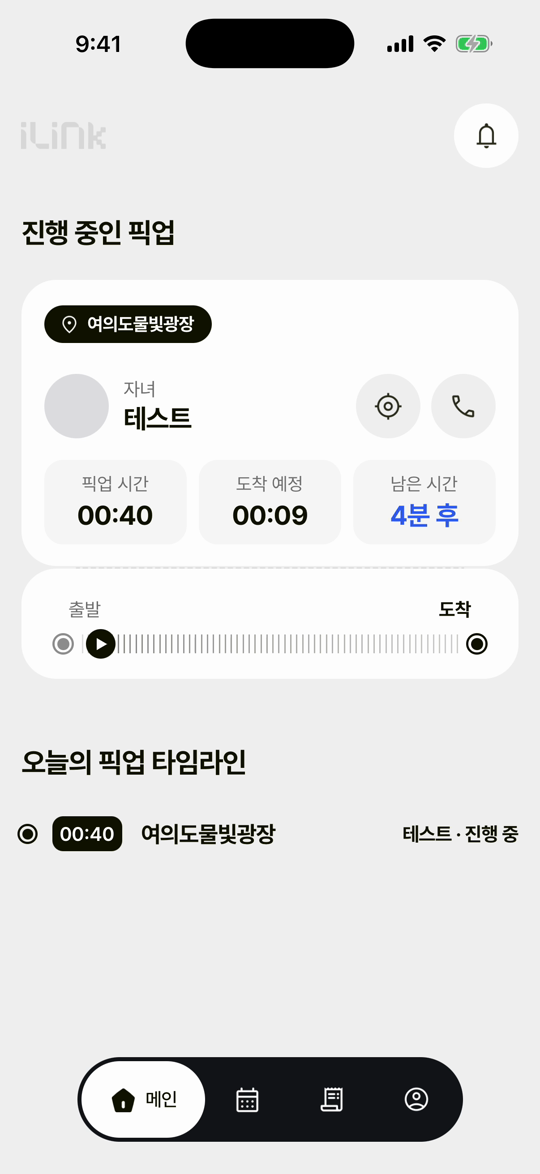 9:41
iLink
진행 중인 픽업
여의도물빛광장
자녀
테스트
픽업 시간
00:40
도착 예정
00:09
남은 시간
4분 후
출발
도착
오늘의 픽업 타임라인
00:40 여의도물빛광장 테스트 · 진행 중
메인